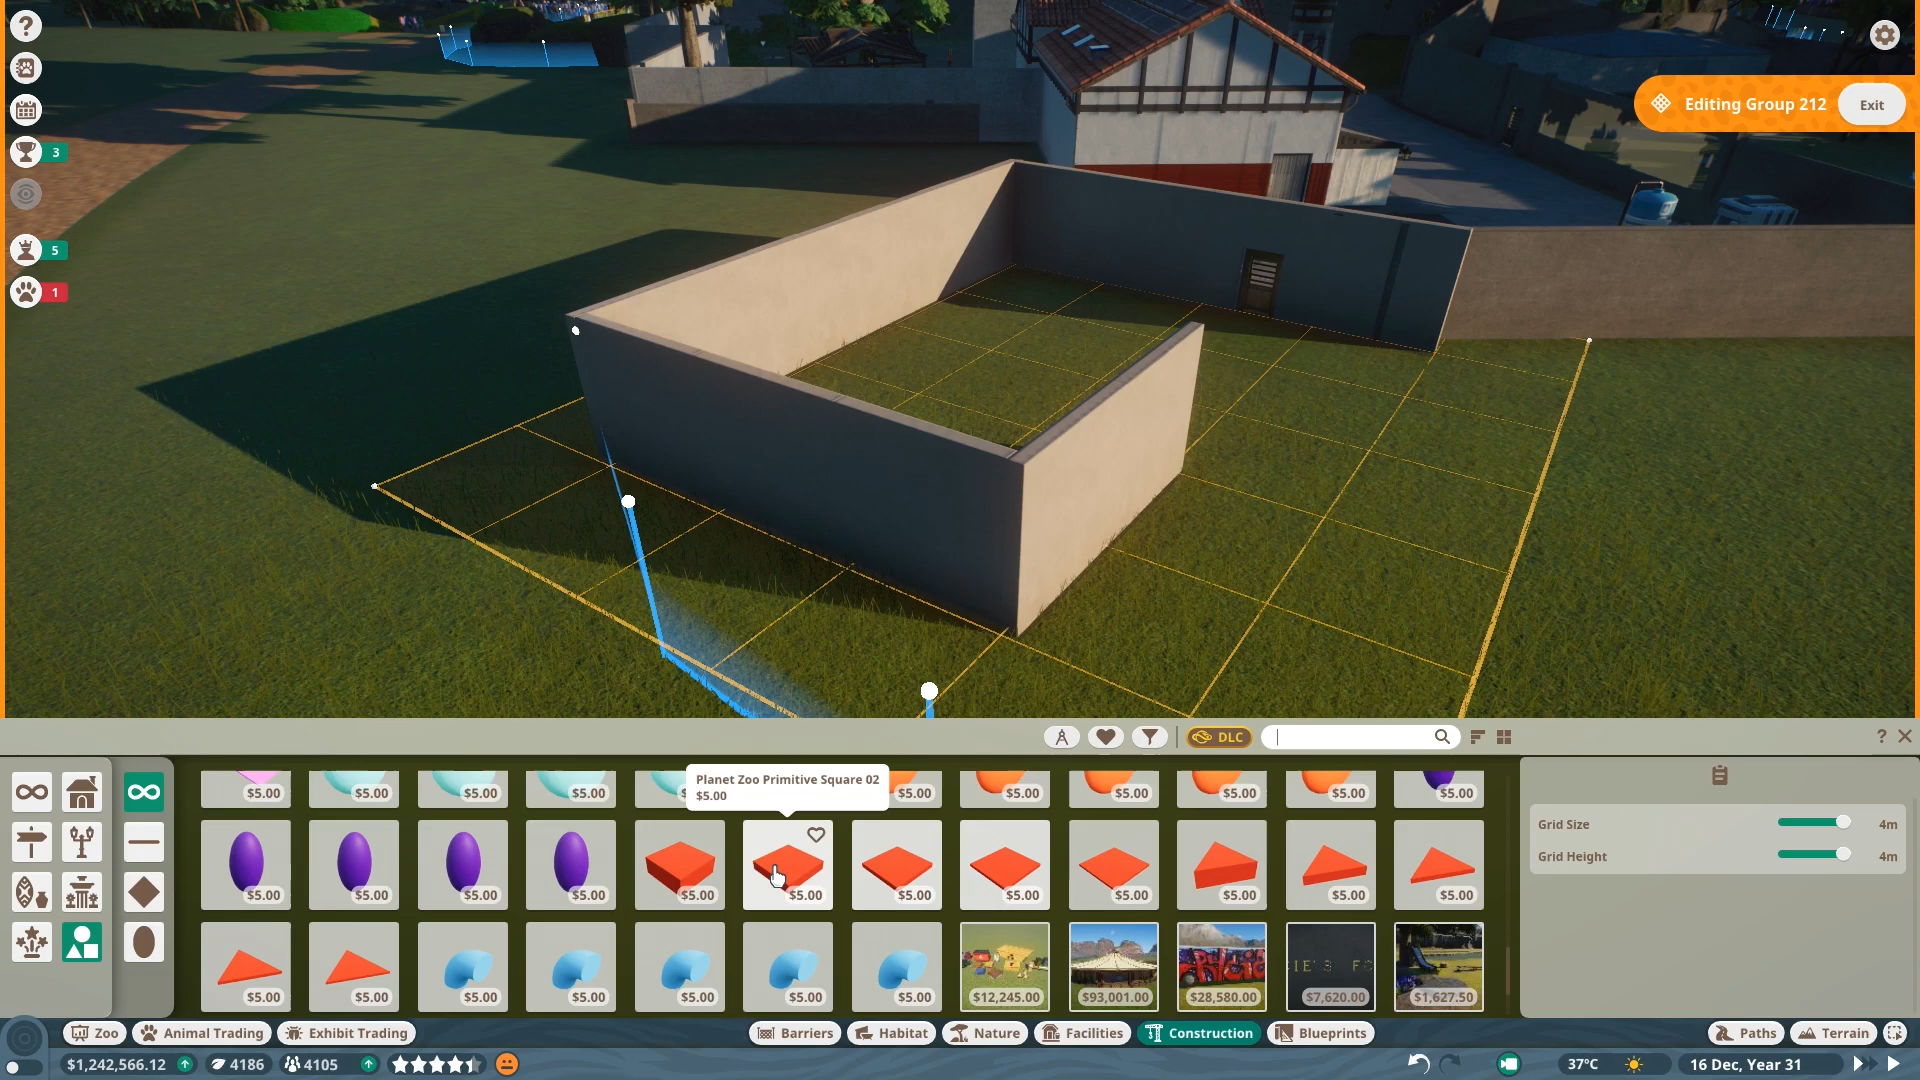 ?
3
5
1
Editing Group 212
Exit
DLC
?
Planet Zoo Primitive Square 02
$5.00
$5.00 $5.00 $5.00 $5.00 $5.00 $5.00 $5.00 $5.00 $5.00 $5.00
$5.00 $5.00 $5.00 $5.00 $5.00 $5.00 $5.00 $5.00 $5.00 $5.00 $5.00 $5.00
$5.00 $5.00 $5.00 $5.00 $5.00 $5.00 $5.00 $12,245.00 $93,001.00 $28,580.00 $7,620.00 $1,627.50
Grid Size 4m
Grid Height 4m
Zoo Animal Trading Exhibit Trading Barriers Habitat Nature Facilities Construction Blueprints Paths Terrain
$1,242,566.12 4186 4105 37°C 16 Dec, Year 31